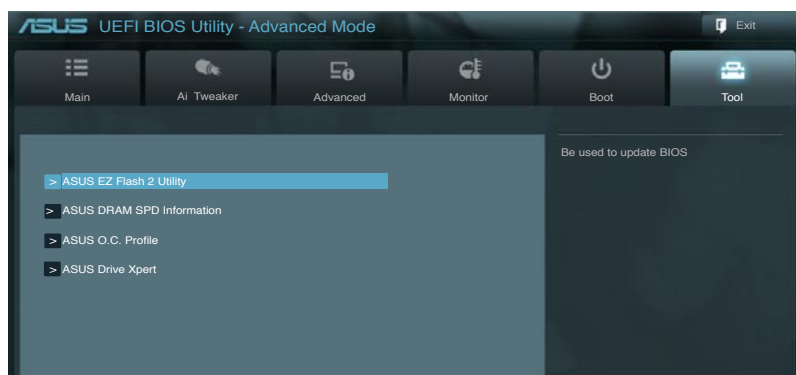 ASUS UEFI BIOS Utility - Advanced Mode
Exit
Main
Ai Tweaker
Advanced
Monitor
Boot
Tool
Be used to update BIOS
> ASUS EZ Flash 2 Utility
> ASUS DRAM SPD Information
> ASUS O.C. Profile
> ASUS Drive Xpert